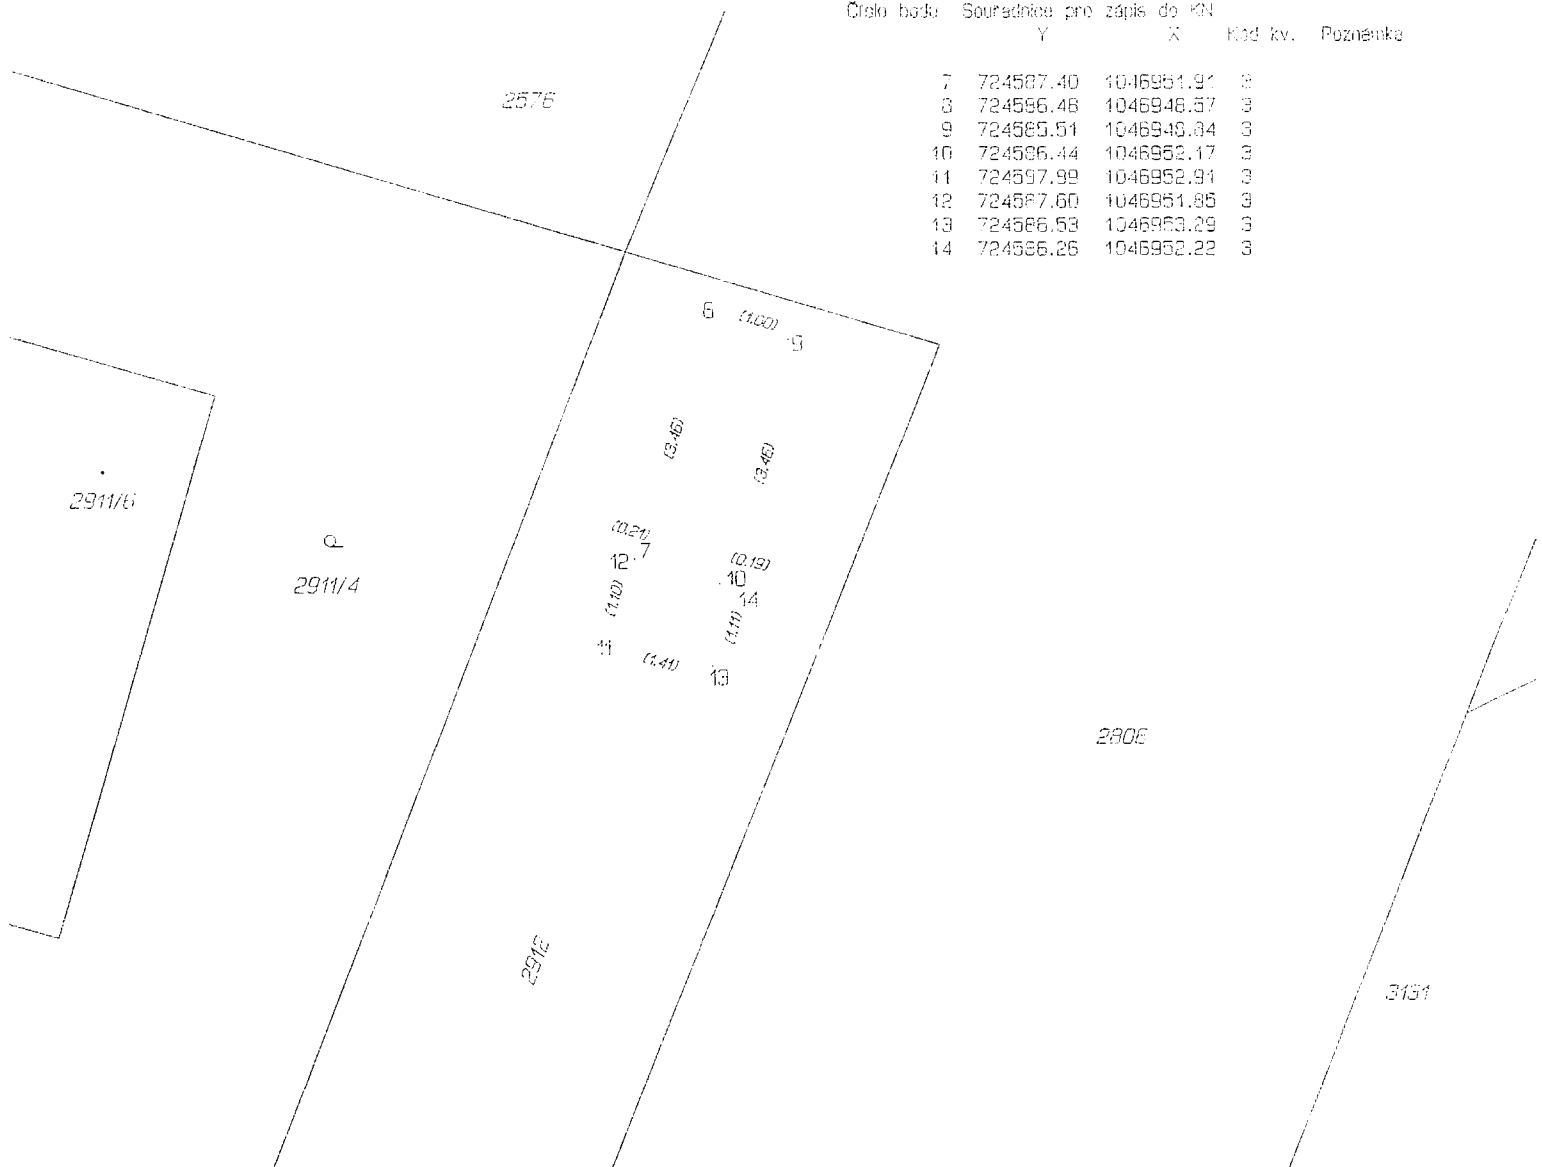 Číslo bodu Souřadnice pro zápis do KN
Y X Kód kv. Poznámka
7 724587.40 1046951.91 3
8 724586.48 1046948.57 3
9 724585.51 1046948.84 3
10 724586.44 1046952.17 3
11 724587.89 1046952.91 3
12 724587.60 1046951.85 3
13 724586.53 1046953.29 3
14 724586.26 1046952.22 3
2576
8 (1.00)
9
(3.46)
(3.46)
2911/6
(0.21)
7
12
(0.19)
10
2911/4
14
(1.10)
(1.11)
11
(1.41)
13
2806
2912
3131